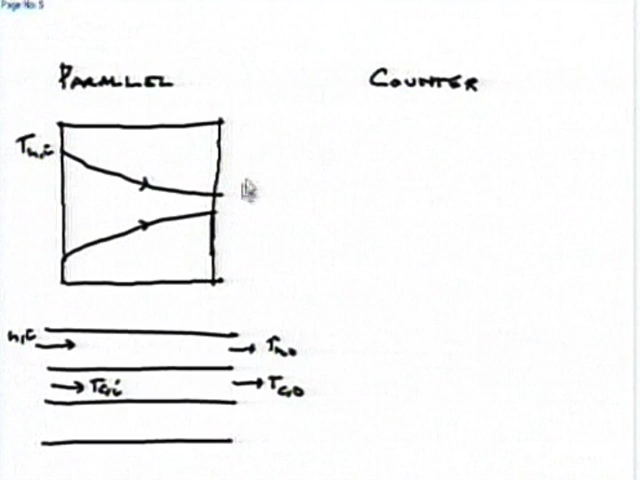 Page No: 5
PARALLEL
COUNTER
Th,i
h,i
Th,o
Tc,i
Tc,o